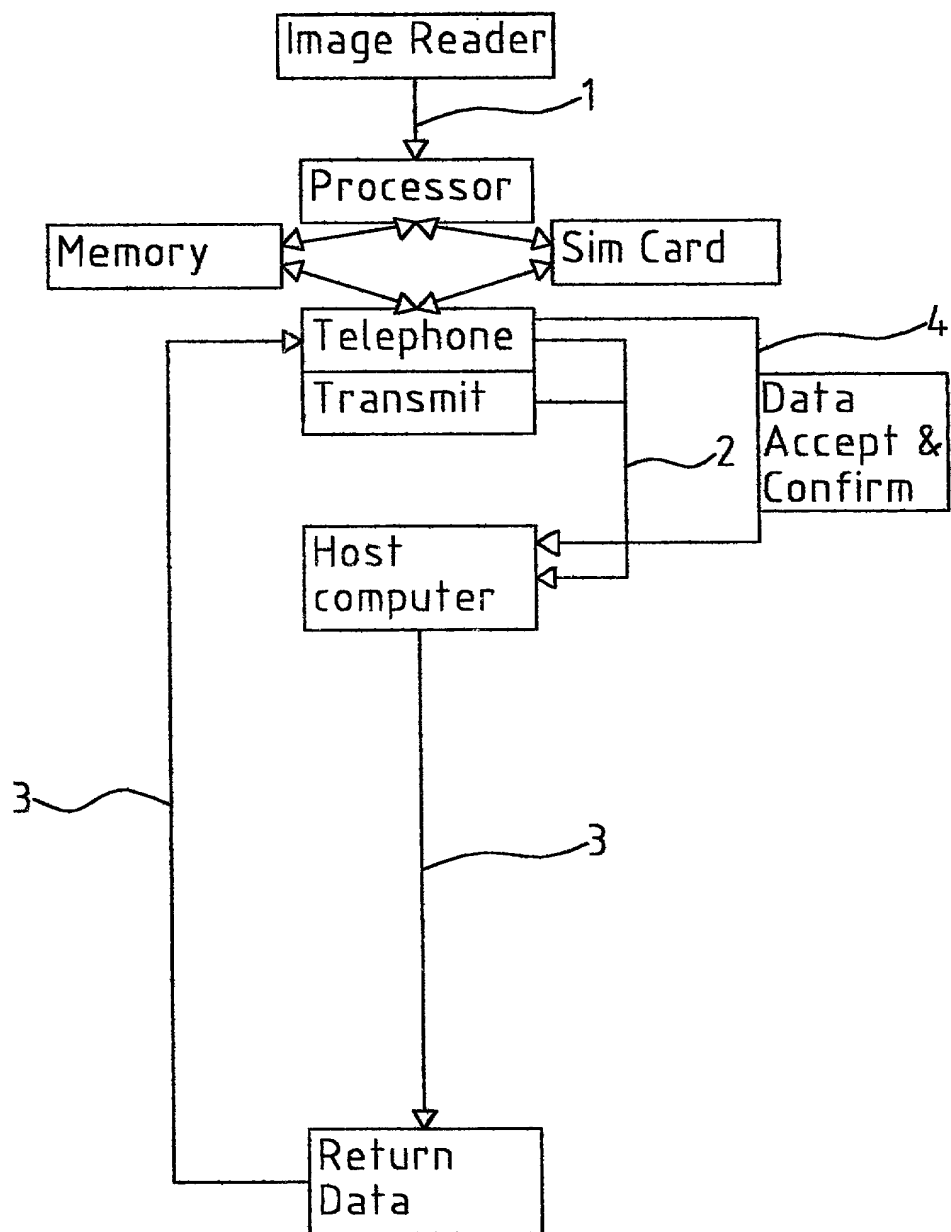 Image Reader
1
Processor
Memory
Sim Card
Telephone
4
Transmit
Data
Accept &
Confirm
2
Host
computer
3
3
Return
Data